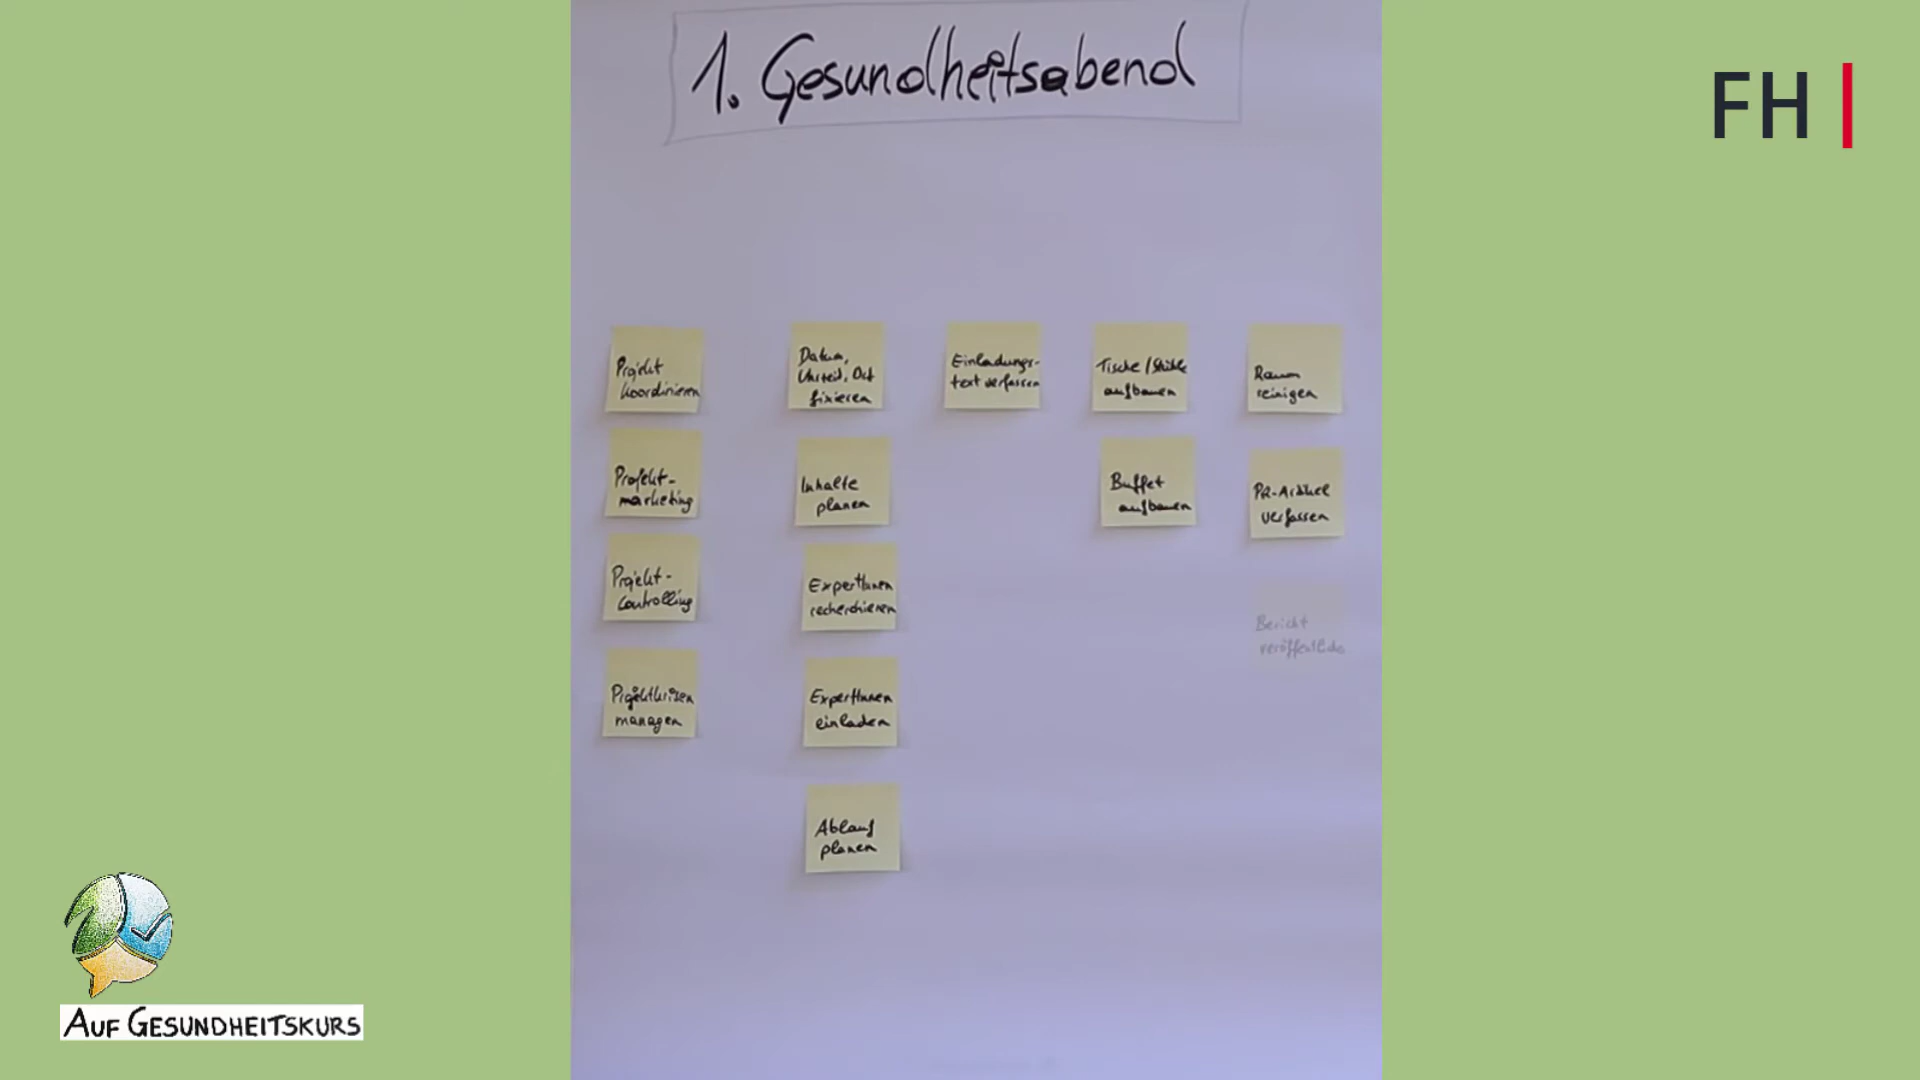 1. Gesundheitsabend
FH
Projekt
koordinieren
Projekt-
marketing
Projekt-
controlling
Projektkrisen
managen
Datum,
Uhrzeit, Ort
fixieren
Inhalte
planen
ExpertInnen
recherchieren
ExpertInnen
einladen
Ablauf
planen
Einladungs-
text verfassen
Tische/Stühle
aufbauen
Buffet
aufbauen
Raum
reinigen
PR-Artikel
verfassen
Bericht
AUF GESUNDHEITSKURS